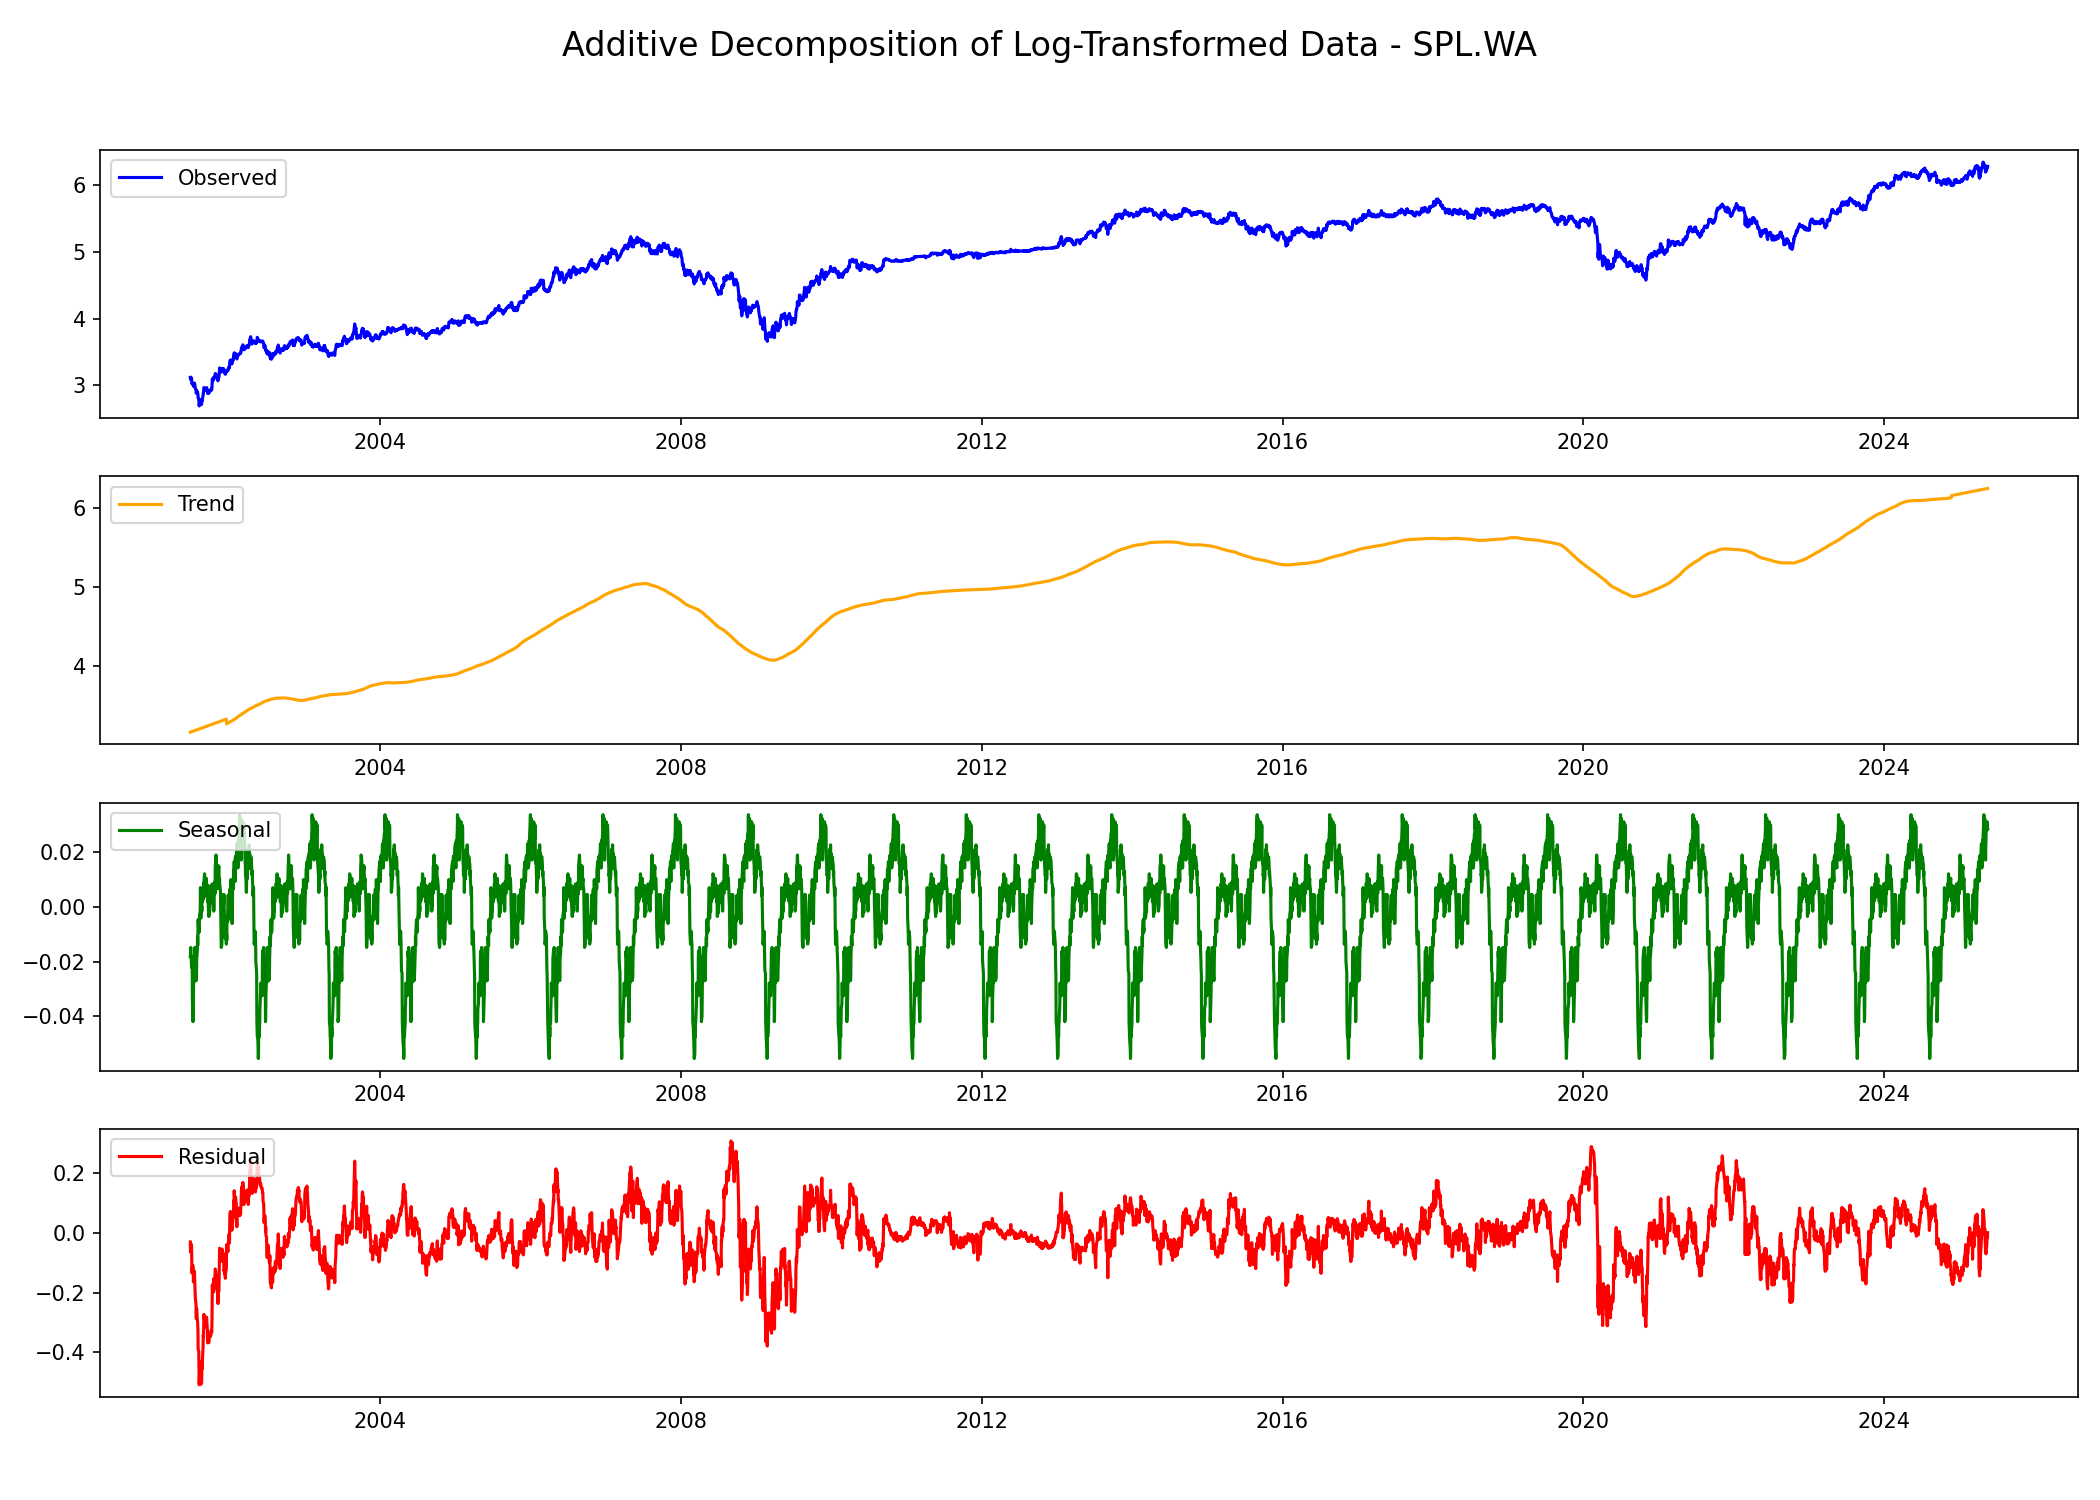 Additive Decomposition of Log-Transformed Data - SPL.WA
Observed
6
5
4
3
2004 2008 2012 2016 2020 2024
Trend
6
5
4
2004 2008 2012 2016 2020 2024
Seasonal
0.02
0.00
−0.02
−0.04
2004 2008 2012 2016 2020 2024
Residual
0.2
0.0
−0.2
−0.4
2004 2008 2012 2016 2020 2024